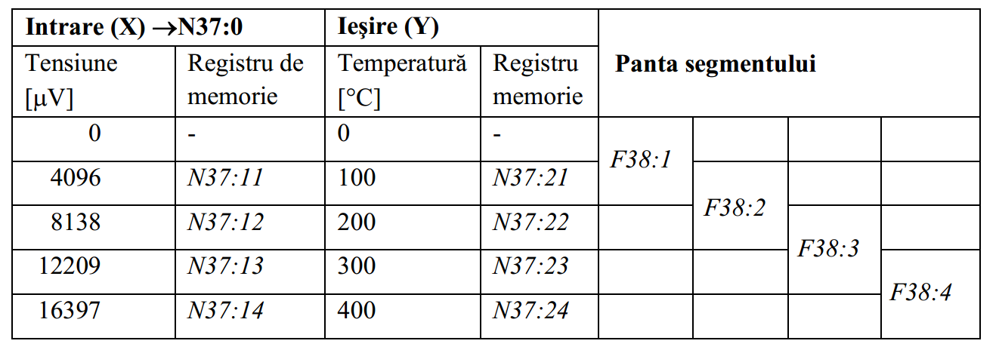 Intrare (X) →N37:0 Ieşire (Y) Panta segmentului
Tensiune [μV] Registru de memorie Temperatură [°C] Registru memorie
0 - 0 - F38:1
4096 N37:11 100 N37:21 F38:2
8138 N37:12 200 N37:22 F38:3
12209 N37:13 300 N37:23 F38:4
16397 N37:14 400 N37:24